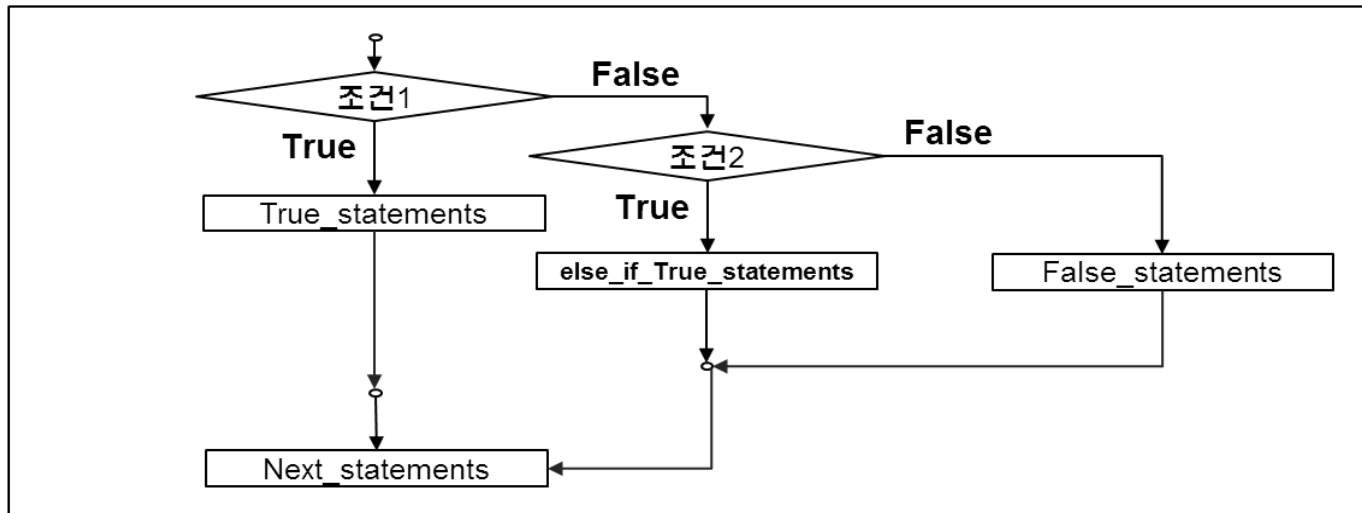 조건1
False
True
조건2
False
True_statements
True
else_if_True_statements
False_statements
Next_statements